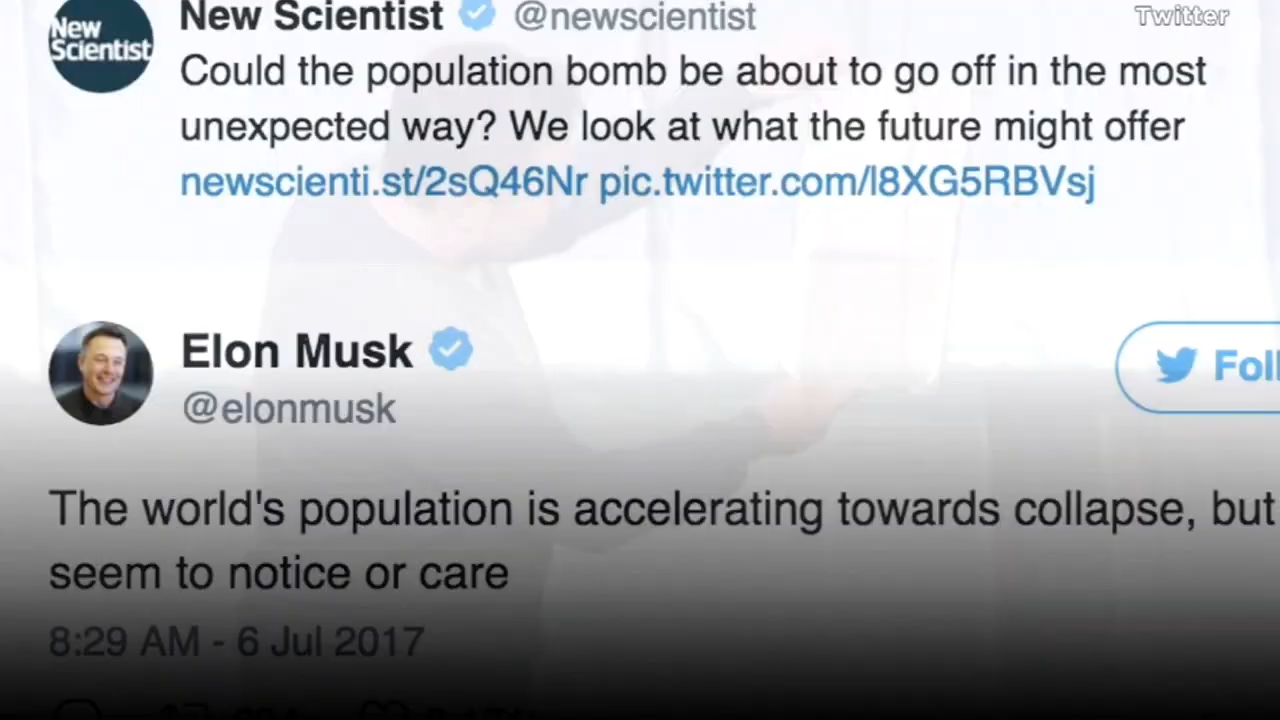 Twitter
New Scientist @newscientist
New
Scientist
Could the population bomb be about to go off in the most
unexpected way? We look at what the future might offer
newscienti.st/2sQ46Nr pic.twitter.com/l8XG5RBVsj
Elon Musk
Foll
@elonmusk
The world's population is accelerating towards collapse, but
seem to notice or care
8:29 AM - 6 Jul 2017